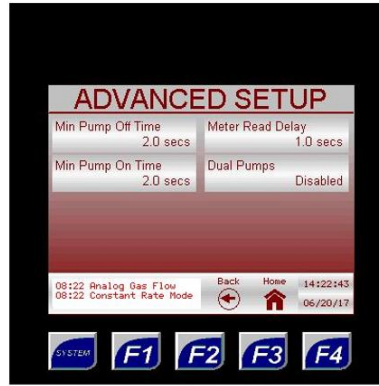 ADVANCED SETUP
Min Pump Off Time
2.0 secs
Meter Read Delay
1.0 secs
Min Pump On Time
2.0 secs
Dual Pumps
Disabled
08:22 Analog Gas Flow
08:22 Constant Rate Mode
Back
Home
14:22:43
06/20/17
SYSTEM
F1
F2
F3
F4